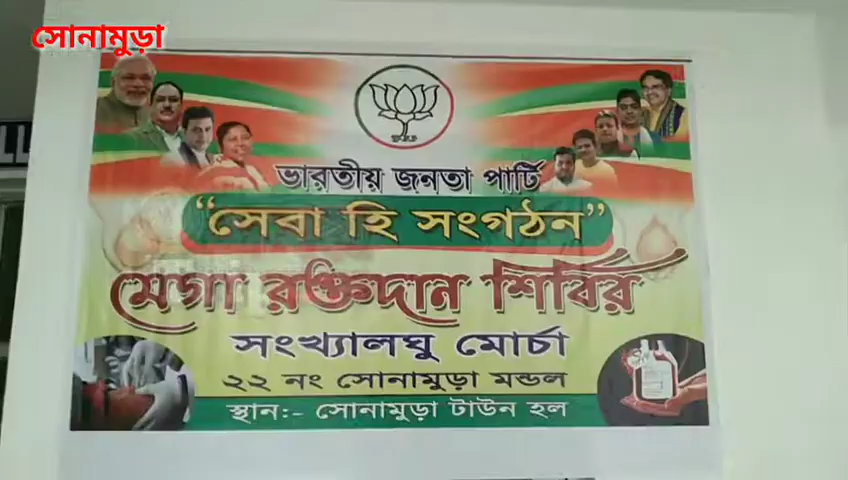 সোনামুড়া
ভারতীয় জনতা পার্টি
“সেবা হি সংগঠন”
মেগা রক্তদান শিবির
সংখ্যালঘু মোর্চা
২২ নং সোনামুড়া মন্ডল
স্থান:- সোনামুড়া টাউন হল